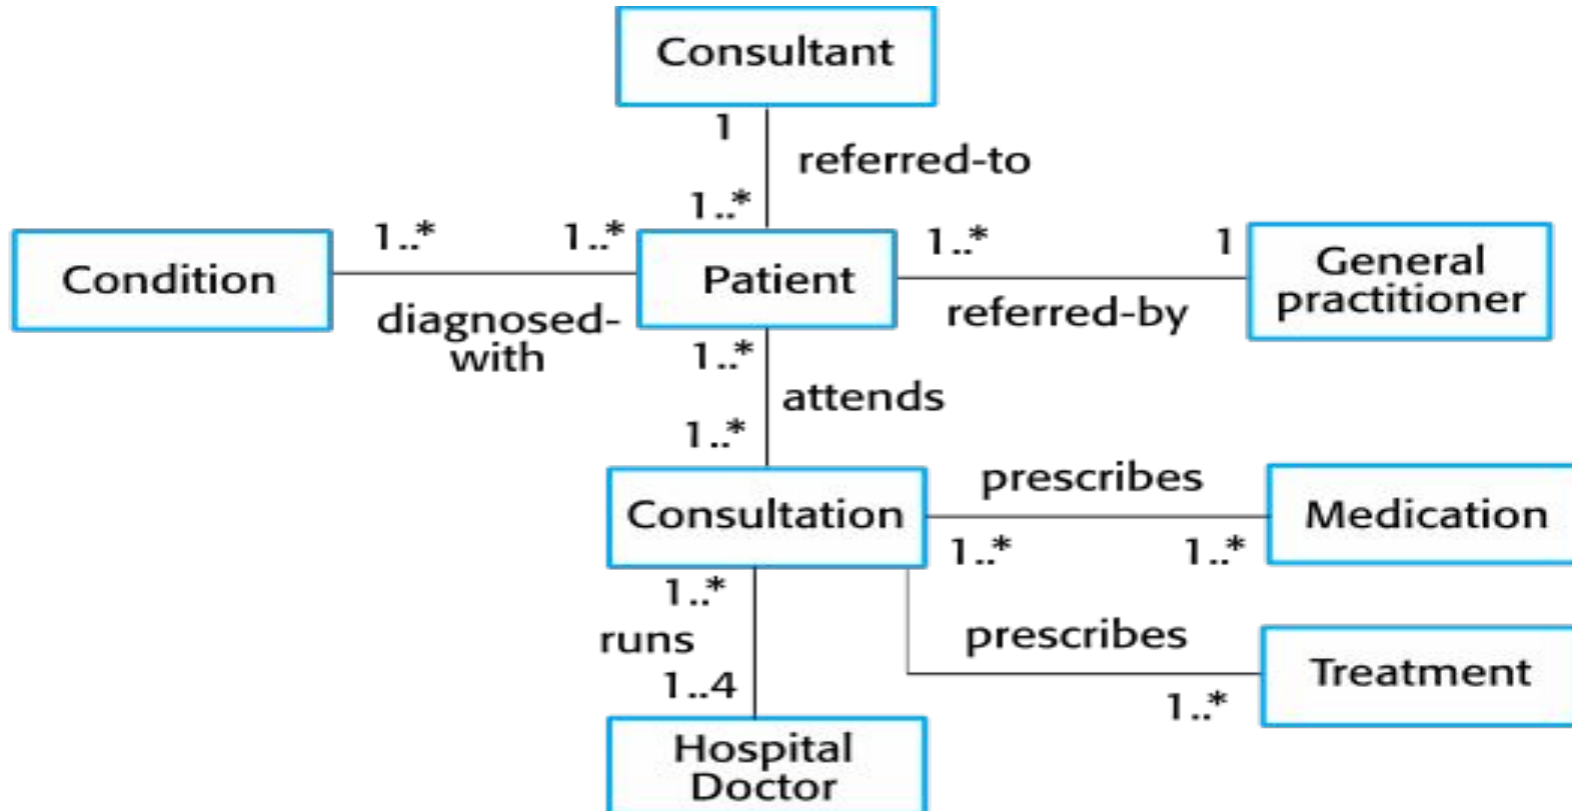 Consultant
1
referred-to
1..*
1..*
1..*
1..*
1
Condition
Patient
General
practitioner
diagnosed-
with
referred-by
1..*
attends
1..*
prescribes
Consultation
Medication
1..*
1..*
1..*
runs
prescribes
1..4
Treatment
1..*
Hospital
Doctor